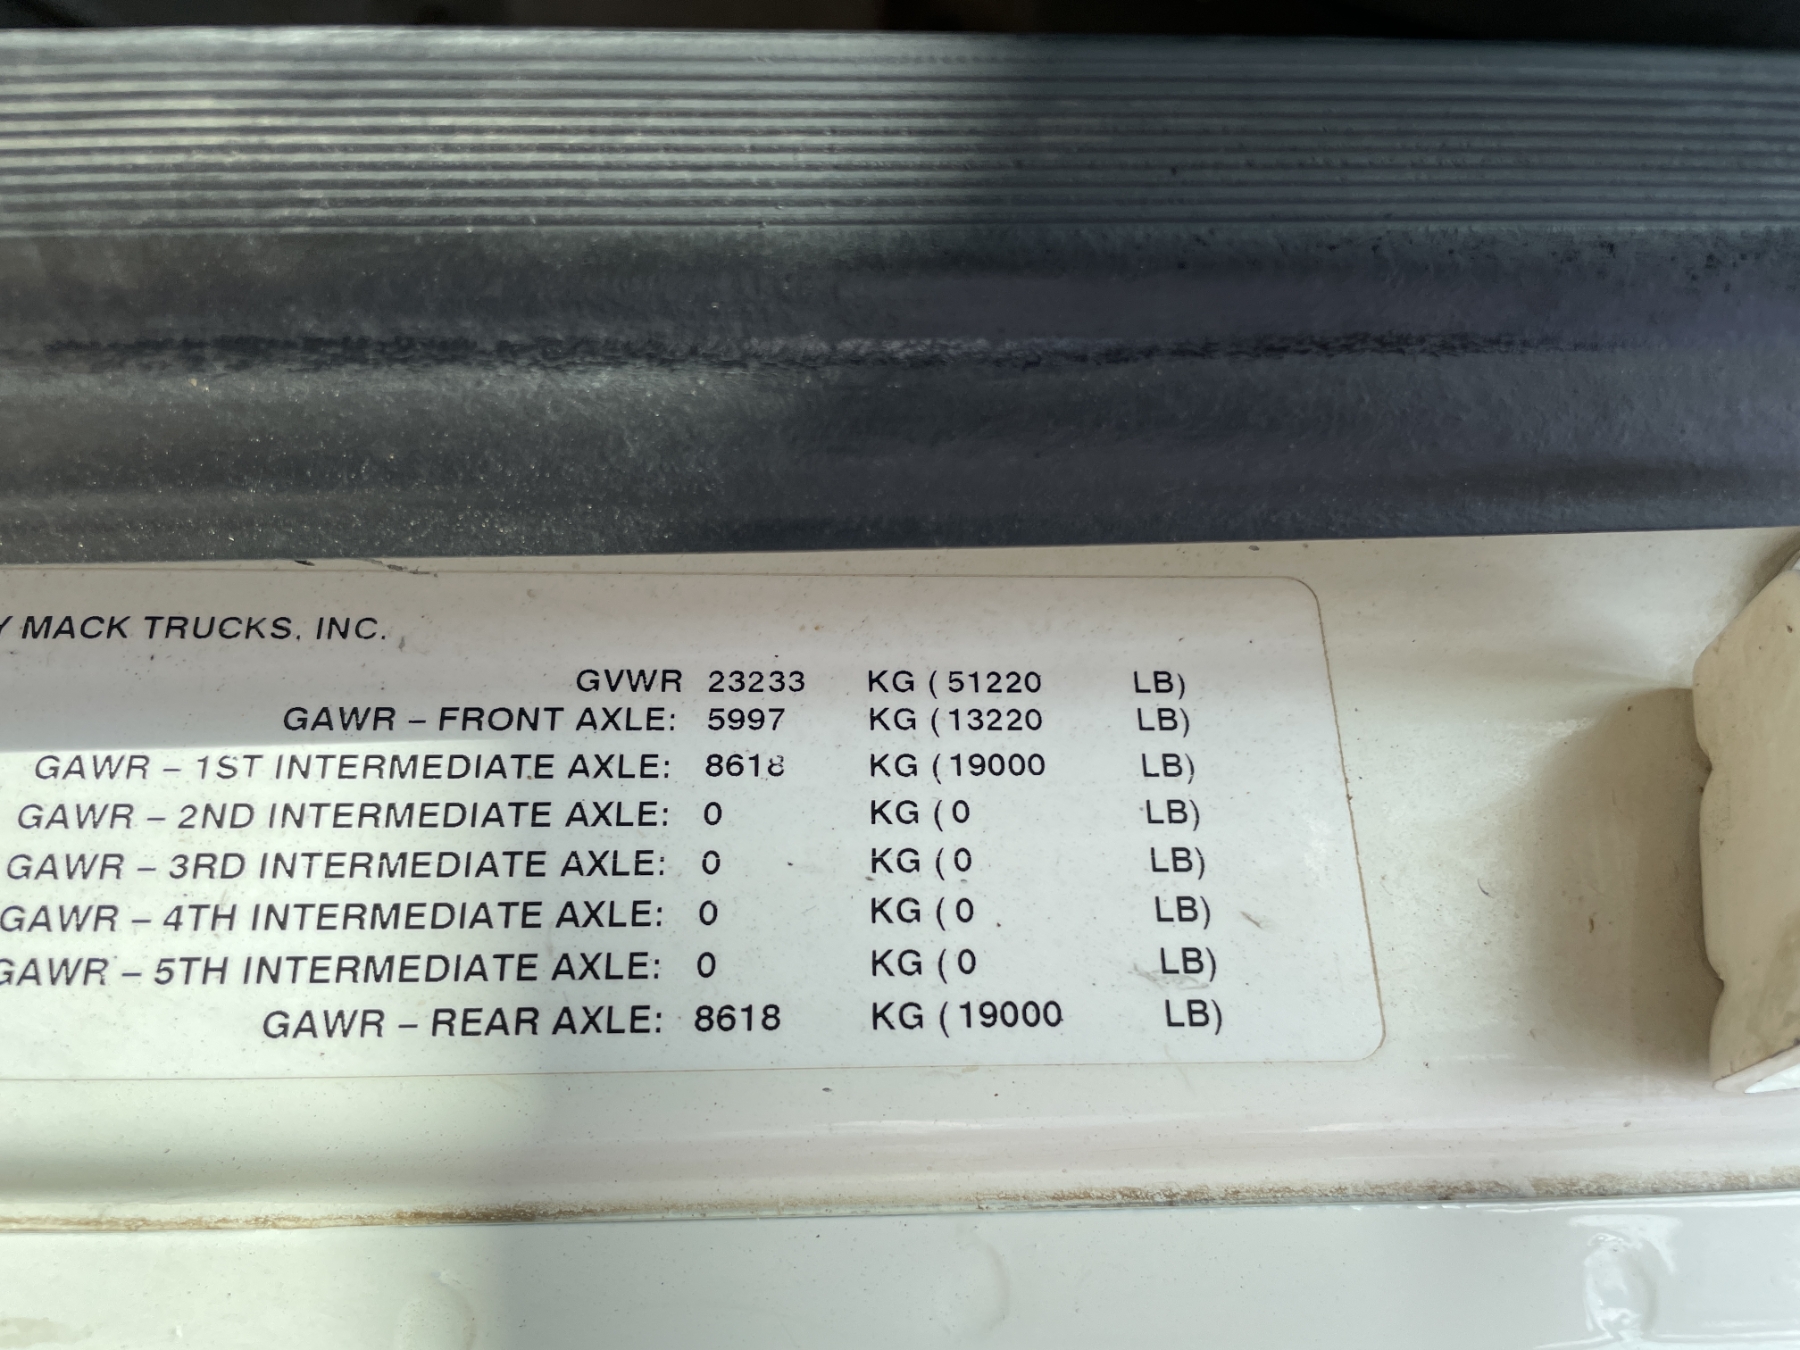 Y MACK TRUCKS, INC.
GVWR 23233 KG ( 51220 LB)
GAWR – FRONT AXLE: 5997 KG ( 13220 LB)
GAWR – 1ST INTERMEDIATE AXLE: 8618 KG ( 19000 LB)
GAWR – 2ND INTERMEDIATE AXLE: 0 KG ( 0 LB)
GAWR – 3RD INTERMEDIATE AXLE: 0 KG ( 0 LB)
GAWR – 4TH INTERMEDIATE AXLE: 0 KG ( 0 LB)
GAWR – 5TH INTERMEDIATE AXLE: 0 KG ( 0 LB)
GAWR – REAR AXLE: 8618 KG ( 19000 LB)